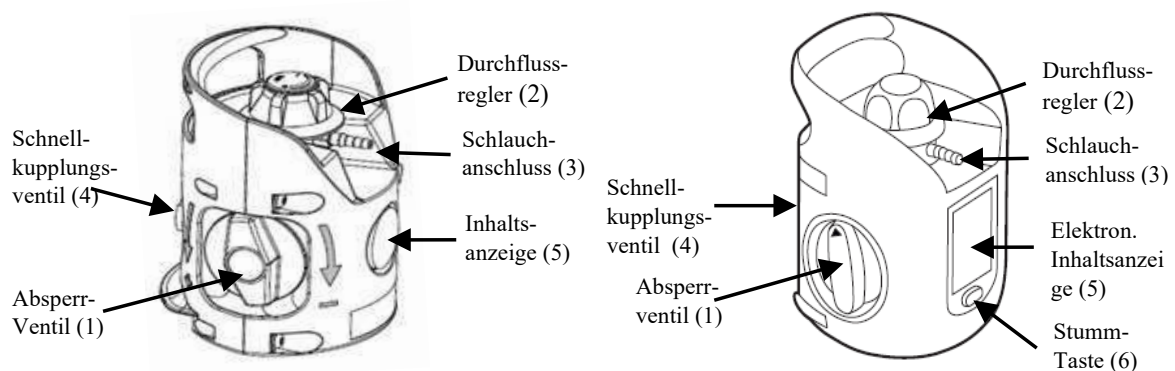 Durchfluss-
regler (2)
Schnell-
kupplungs-
ventil (4)
Schlauch-
anschluss (3)
Inhalts-
anzeige (5)
Absperr-
Ventil (1)
Durchfluss-
regler (2)
Schlauch-
anschluss (3)
Schnell-
kupplungs-
ventil (4)
Elektron.
Inhaltsanzei
ge (5)
Absperr-
ventil (1)
Stumm-
Taste (6)